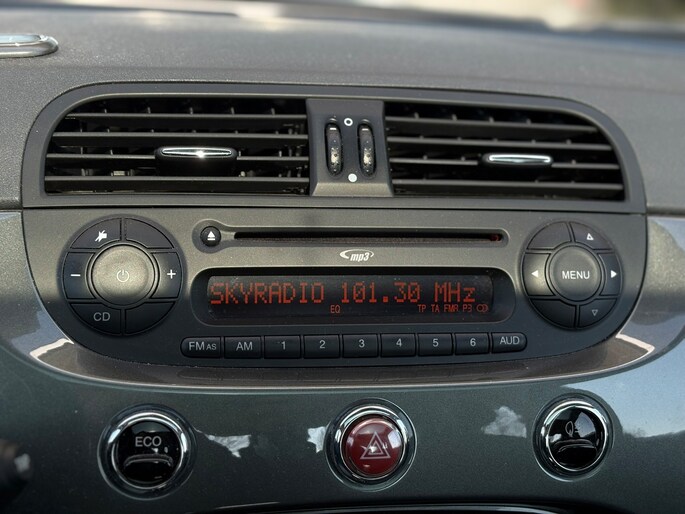 mp3
SKYRADIO 101.30 MHz
EQ TP TA FMR P3 CD
CD
MENU
FM AS AM 1 2 3 4 5 6 AUD
ECO